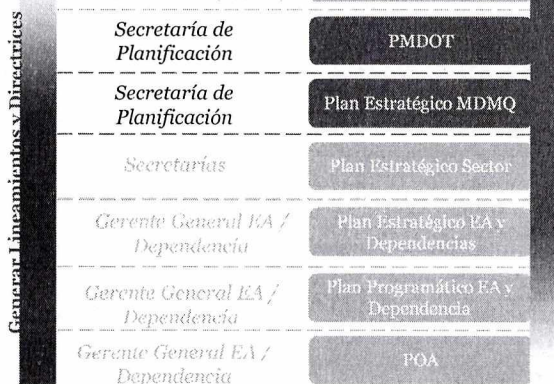 Generar Lineamientos y Directrices
Secretaría de
Planificación
PMDOT
Secretaría de
Planificación
Plan Estratégico MDMQ
Secretarías
Plan Estratégico Sector
Gerente General EA /
Dependencia
Plan Estratégico EA y
Dependencias
Gerente General EA /
Dependencia
Plan Programático EA y
Dependencia
Gerente General EA /
Dependencia
POA